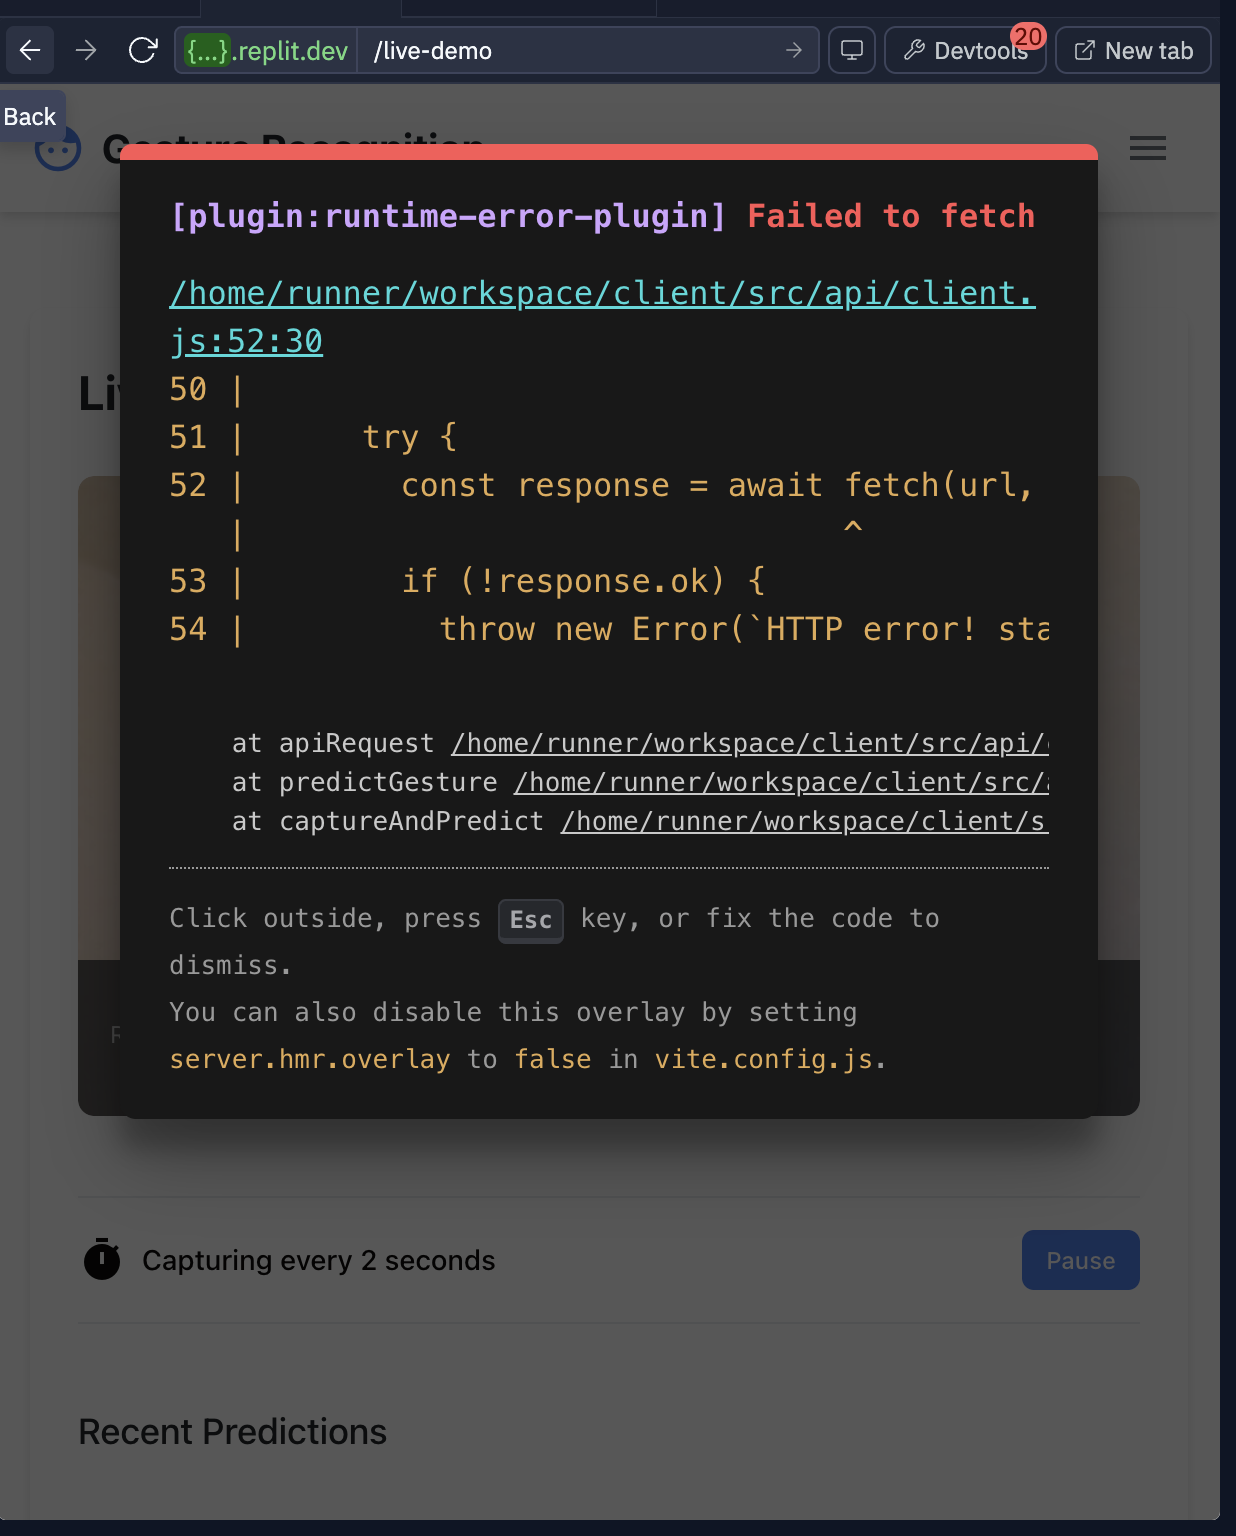 {...}.replit.dev /live-demo Devtools 20 New tab
Back
Gesture Recognition
[plugin:runtime-error-plugin] Failed to fetch
/home/runner/workspace/client/src/api/client.
js:52:30
50 |
51 | try {
52 | const response = await fetch(url,
| ^
53 | if (!response.ok) {
54 | throw new Error(`HTTP error! sta
at apiRequest /home/runner/workspace/client/src/api/
at predictGesture /home/runner/workspace/client/src/
at captureAndPredict /home/runner/workspace/client/s
Click outside, press Esc key, or fix the code to
dismiss.
You can also disable this overlay by setting
server.hmr.overlay to false in vite.config.js.
Capturing every 2 seconds Pause
Recent Predictions